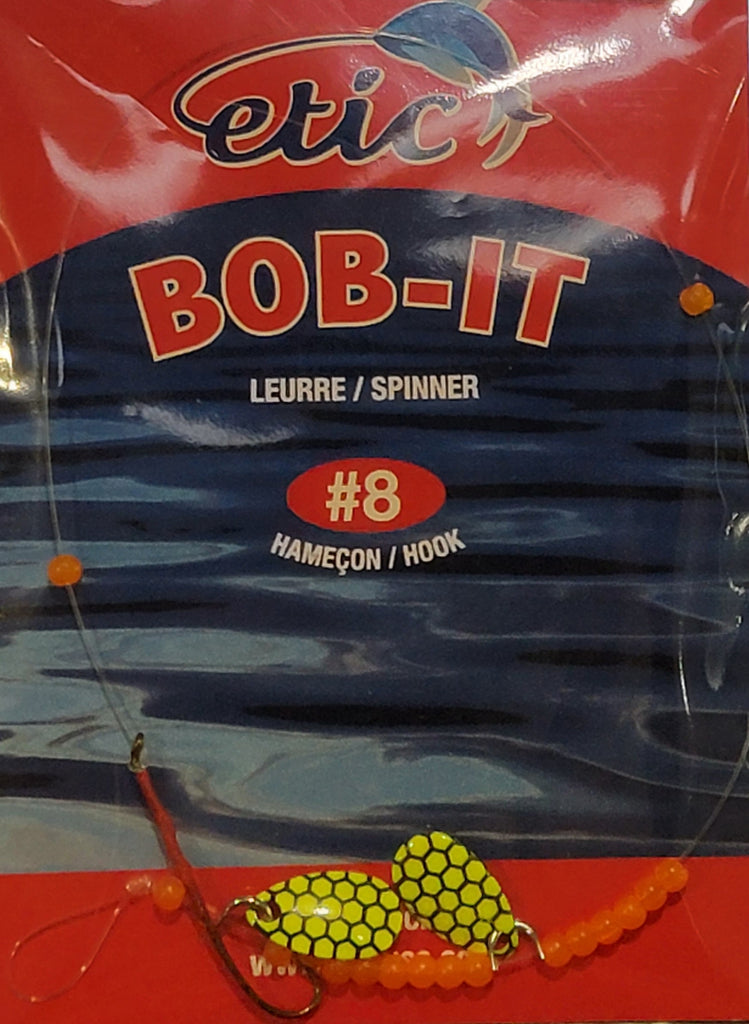 etic
BOB-IT
LEURRE / SPINNER
#8
HAMEÇON / HOOK